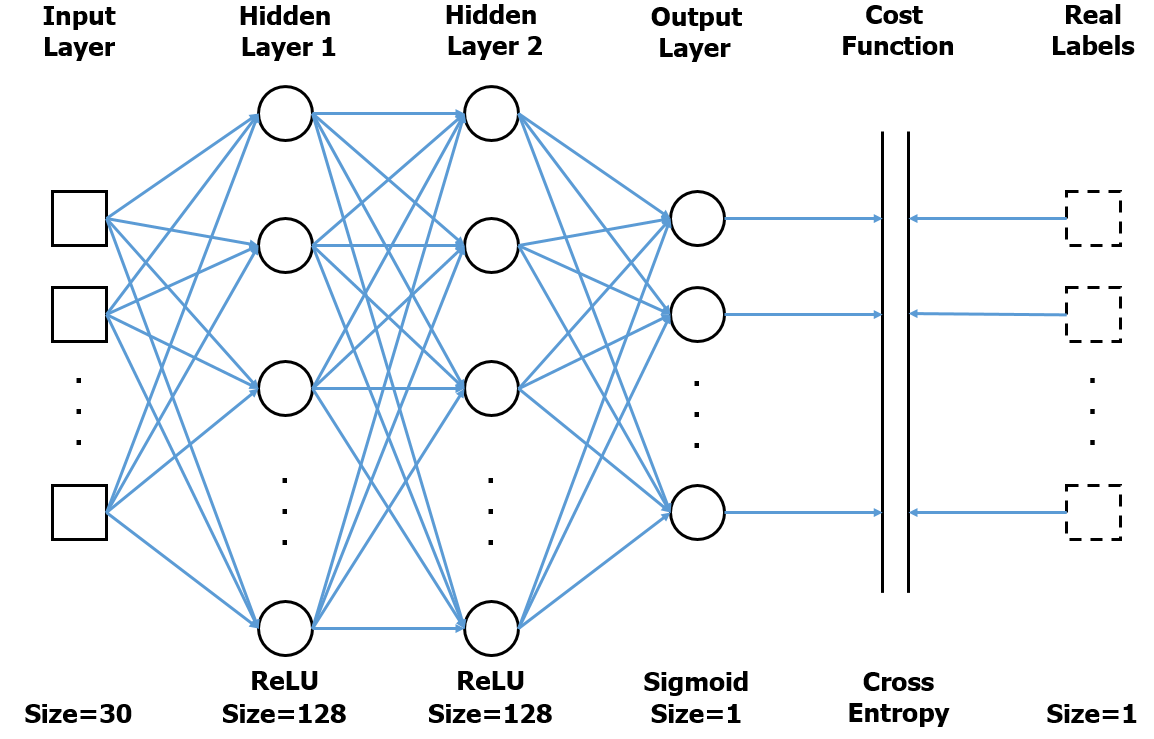 Input
Layer
Hidden
Layer 1
Hidden
Layer 2
Output
Layer
Cost
Function
Real
Labels
Size=30
ReLU
Size=128
ReLU
Size=128
Sigmoid
Size=1
Cross
Entropy
Size=1